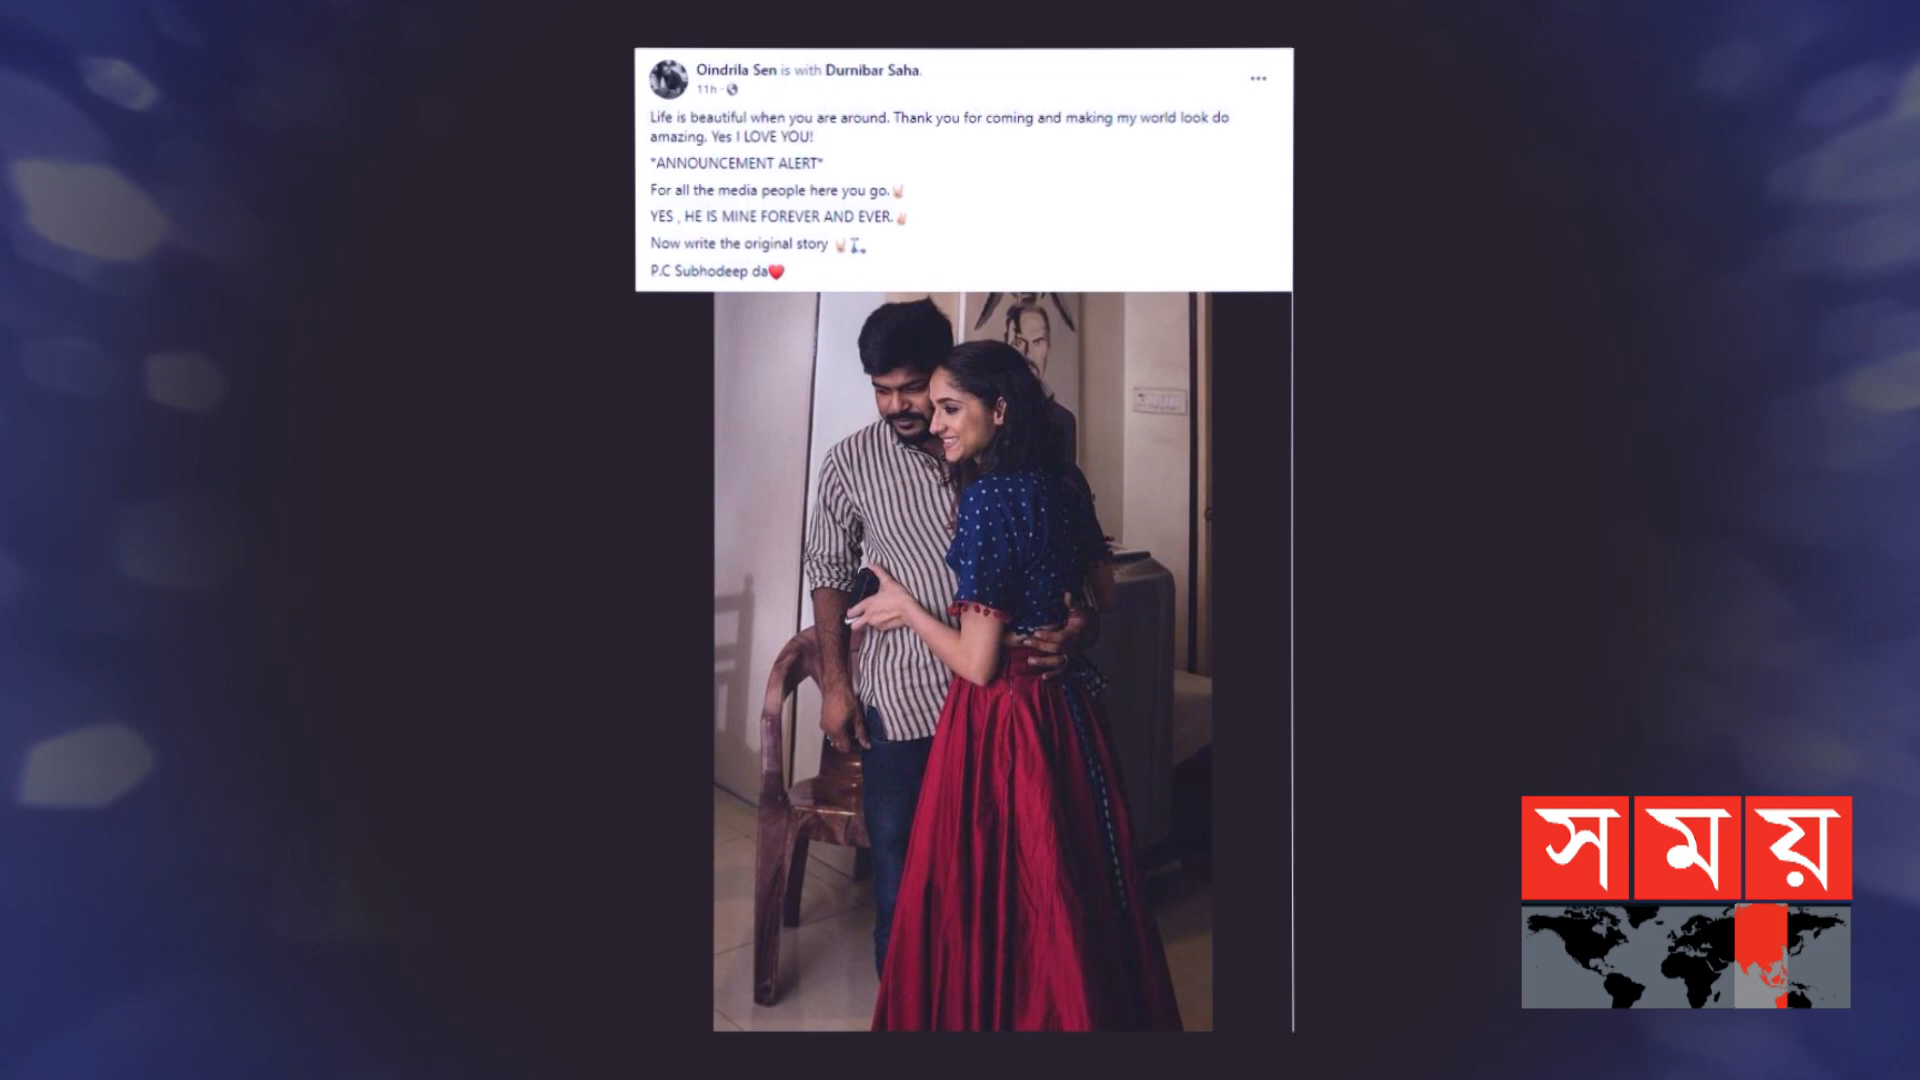 Oindrila Sen is with Durnibar Saha.
11h ·
Life is beautiful when you are around. Thank you for coming and making my world look do
amazing. Yes I LOVE YOU!
*ANNOUNCEMENT ALERT*
For all the media people here you go.🤘🏻
YES , HE IS MINE FOREVER AND EVER.✌🏻
Now write the original story 🤘🏻
P.C Subhodeep da❤️
সময়